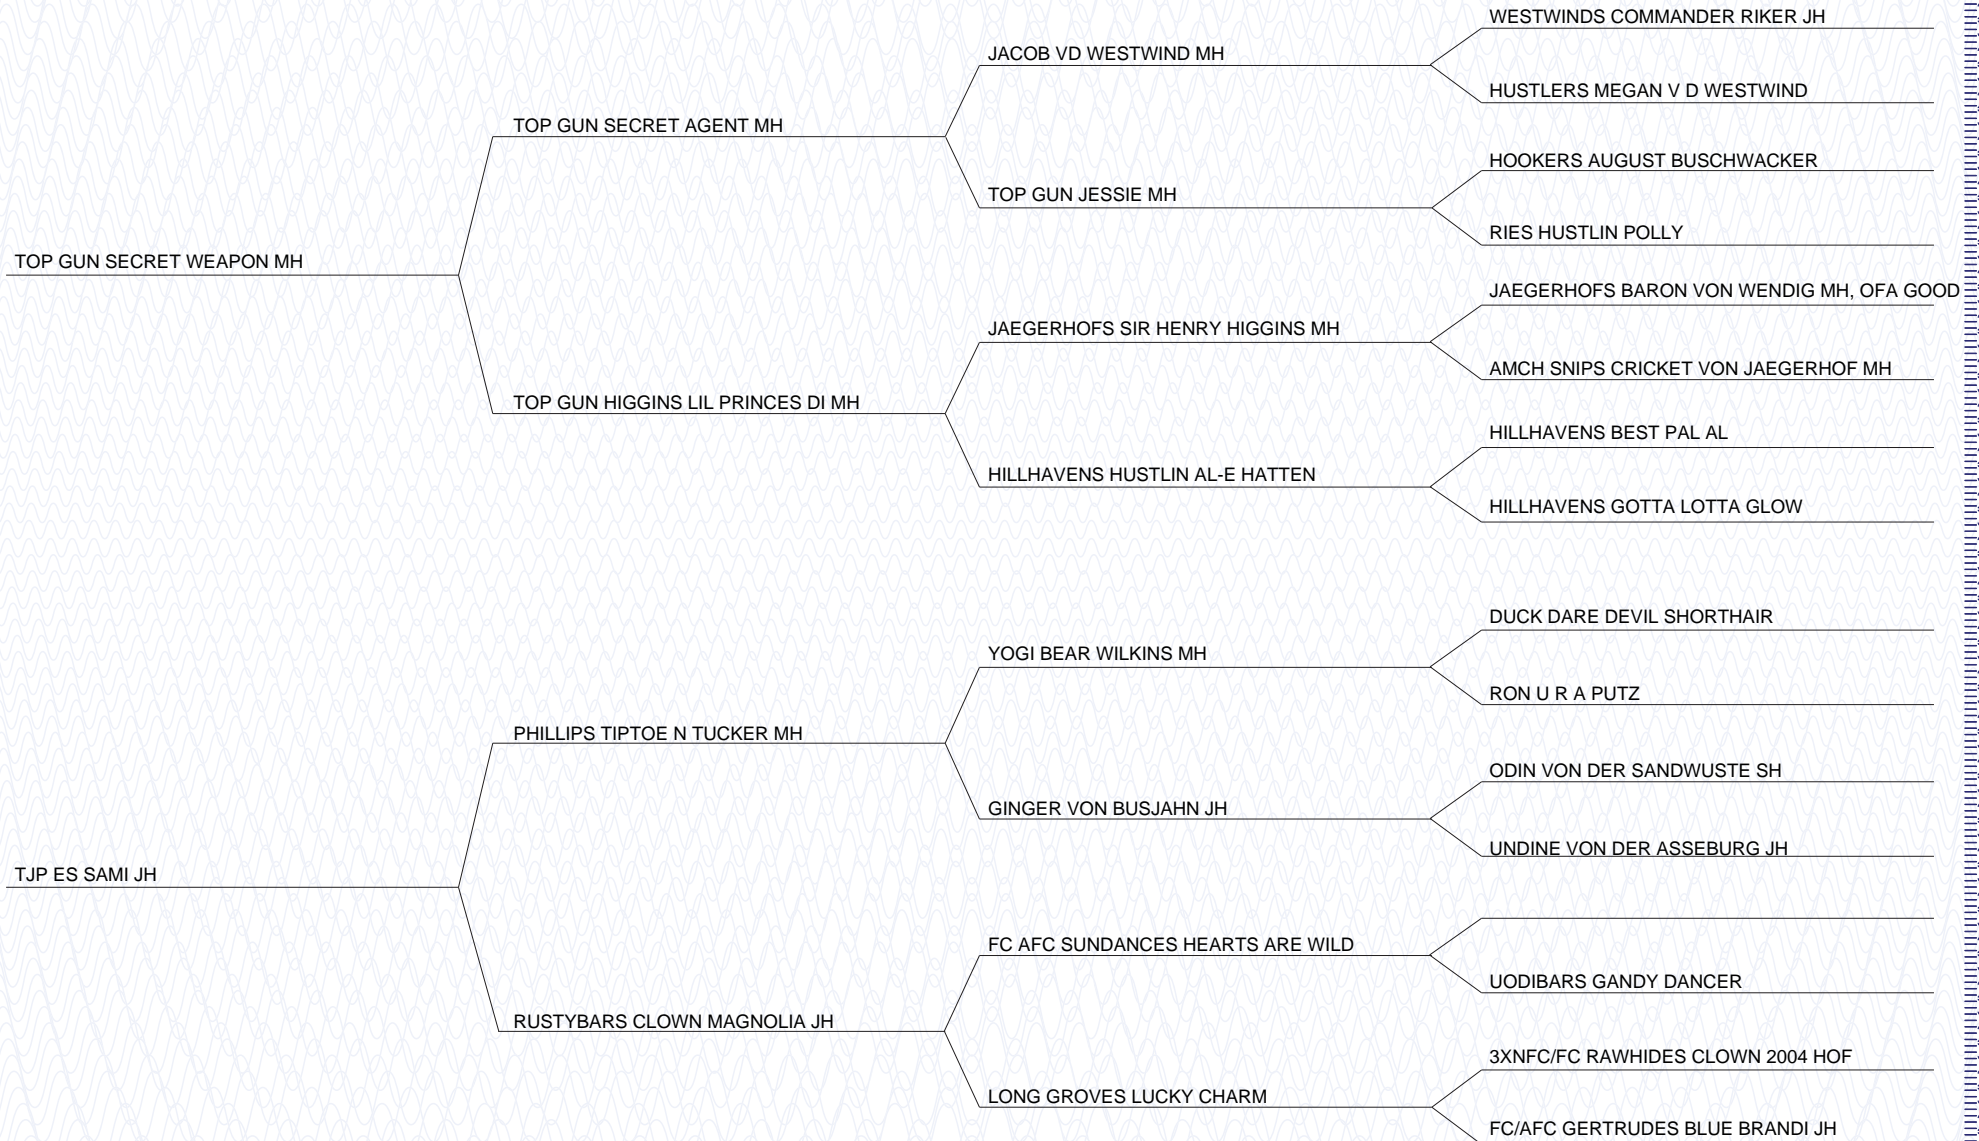 WESTWINDS COMMANDER RIKER JH
JACOB VD WESTWIND MH
HUSTLERS MEGAN V D WESTWIND
TOP GUN SECRET AGENT MH
HOOKERS AUGUST BUSCHWACKER
TOP GUN JESSIE MH
RIES HUSTLIN POLLY
TOP GUN SECRET WEAPON MH
JAEGERHOFS BARON VON WENDIG MH, OFA GOOD
JAEGERHOFS SIR HENRY HIGGINS MH
AMCH SNIPS CRICKET VON JAEGERHOF MH
TOP GUN HIGGINS LIL PRINCES DI MH
HILLHAVENS BEST PAL AL
HILLHAVENS HUSTLIN AL-E HATTEN
HILLHAVENS GOTTA LOTTA GLOW
DUCK DARE DEVIL SHORTHAIR
YOGI BEAR WILKINS MH
RON U R A PUTZ
PHILLIPS TIPTOE N TUCKER MH
ODIN VON DER SANDWUSTE SH
GINGER VON BUSJAHN JH
UNDINE VON DER ASSEBURG JH
TJP ES SAMI JH
FC AFC SUNDANCES HEARTS ARE WILD
UODIBARS GANDY DANCER
RUSTYBARS CLOWN MAGNOLIA JH
3XNFC/FC RAWHIDES CLOWN 2004 HOF
LONG GROVES LUCKY CHARM
FC/AFC GERTRUDES BLUE BRANDI JH